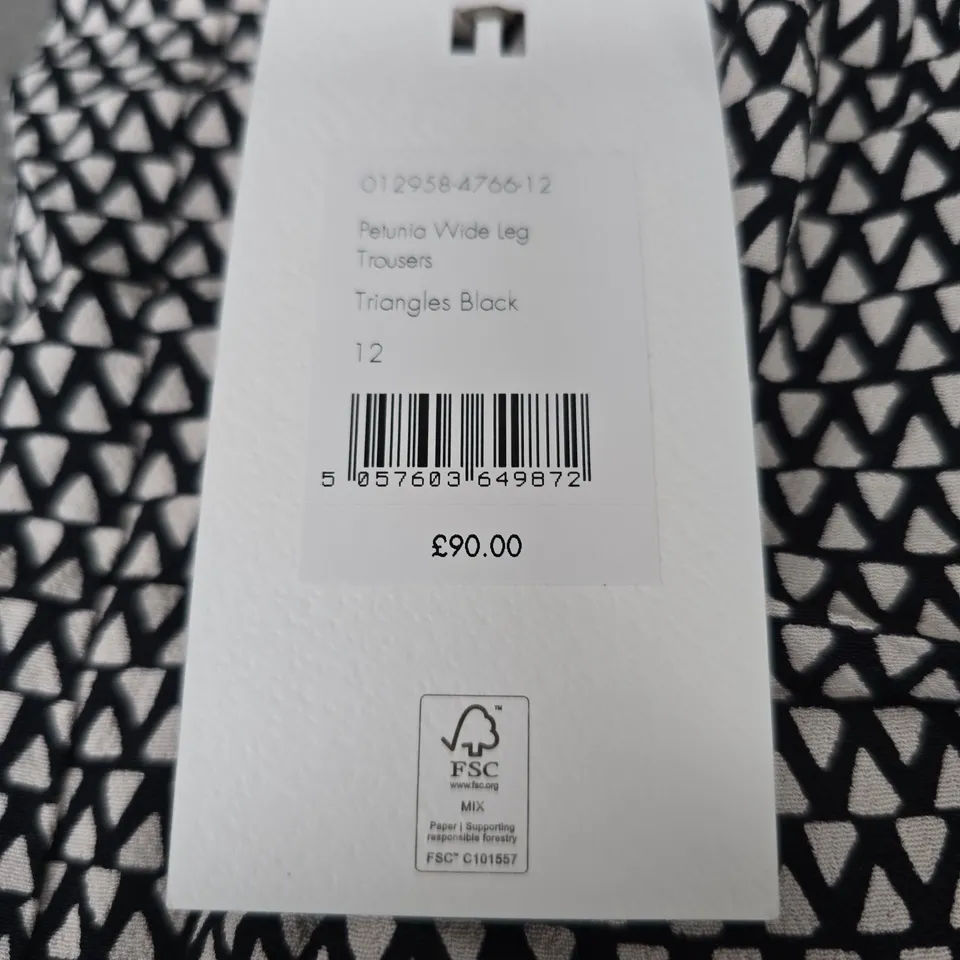 012958-4766-12
Petunia Wide Leg
Trousers
Triangles Black
12
5 057603 649872
£90.00
™
FSC
www.fsc.org
MIX
Paper | Supporting
responsible forestry
FSC™ C101557